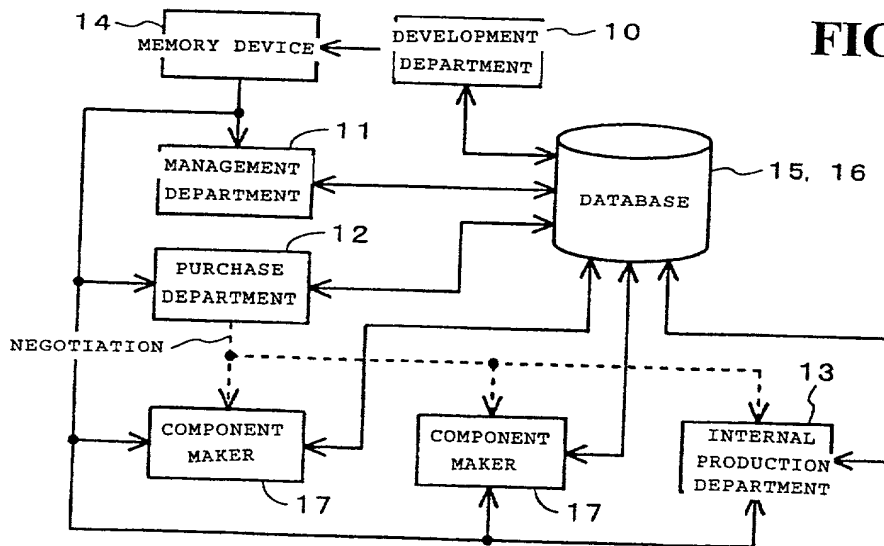 14
MEMORY DEVICE
DEVELOPMENT
DEPARTMENT
10
FIG
11
MANAGEMENT
DEPARTMENT
DATABASE
15, 16
12
PURCHASE
DEPARTMENT
NEGOTIATION
13
COMPONENT
MAKER
17
COMPONENT
MAKER
17
INTERNAL
PRODUCTION
DEPARTMENT